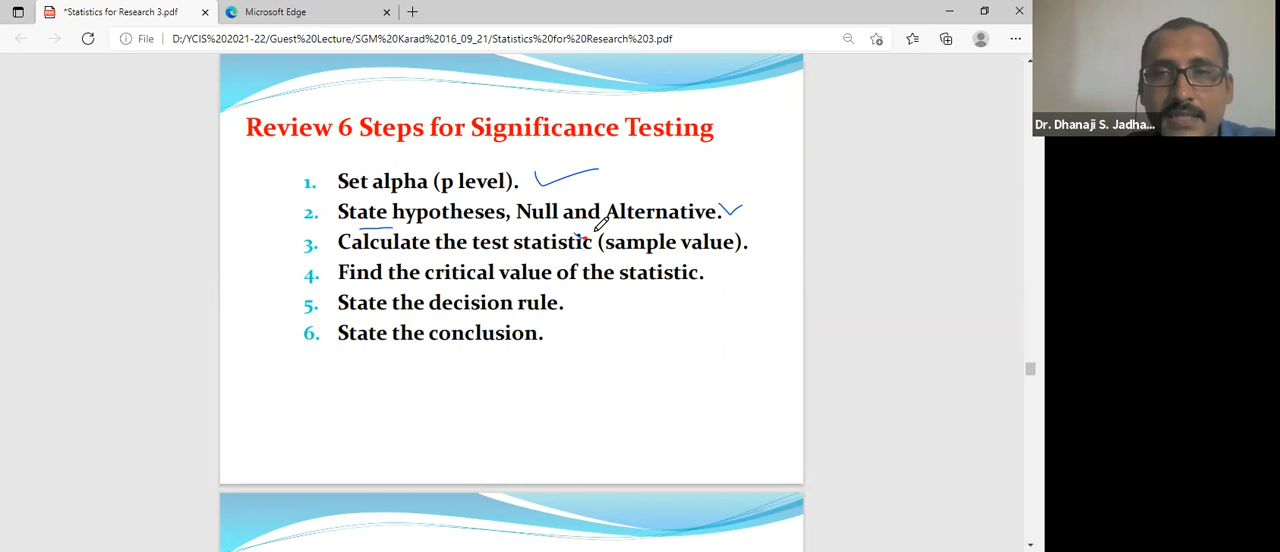 *Statistics for Research 3.pdf
Microsoft Edge
File
D:/YCIS%202021-22/Guest%20Lecture/SGM%20Karad%2016_09_21/Statistics%20for%20Research%203.pdf
Dr. Dhanaji S. Jadha...
Review 6 Steps for Significance Testing
1. Set alpha (p level).
2. State hypotheses, Null and Alternative.
3. Calculate the test statistic (sample value).
4. Find the critical value of the statistic.
5. State the decision rule.
6. State the conclusion.